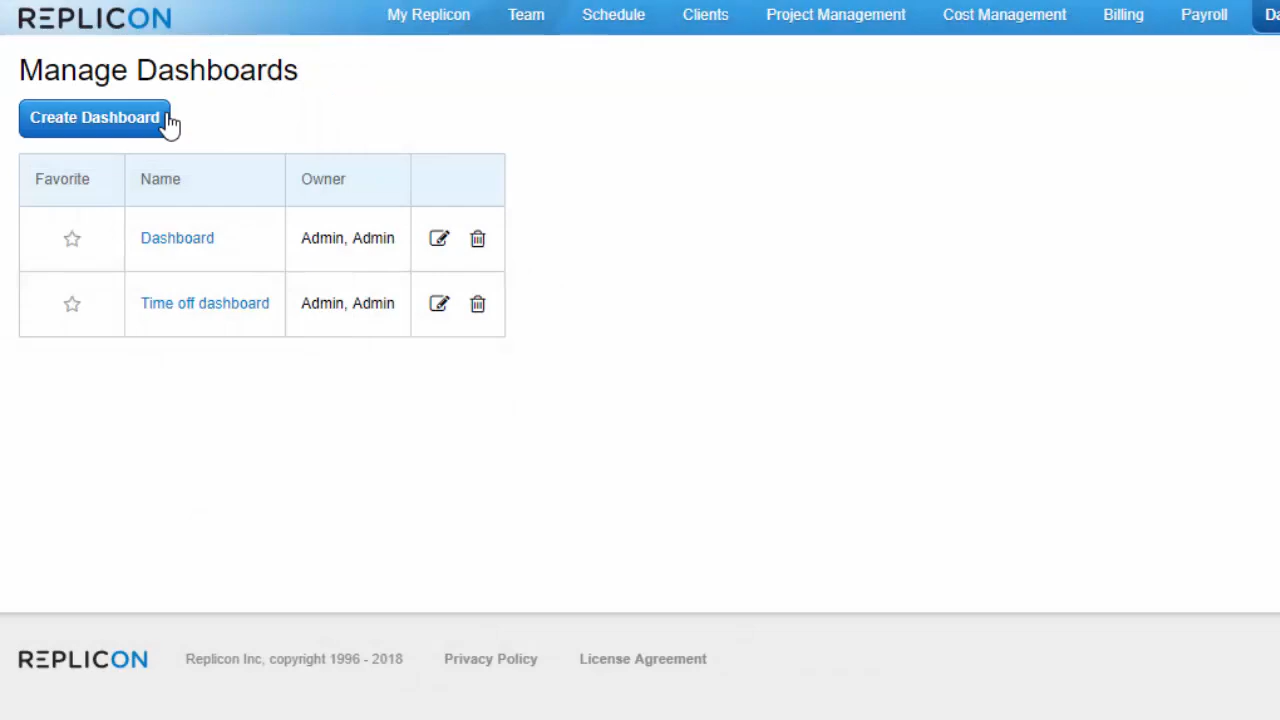 REPLICON
My Replicon Team Schedule Clients Project Management Cost Management Billing Payroll
Manage Dashboards
Create Dashboard
Favorite Name Owner
Dashboard Admin, Admin
Time off dashboard Admin, Admin
REPLICON Replicon Inc, copyright 1996 - 2018 Privacy Policy License Agreement